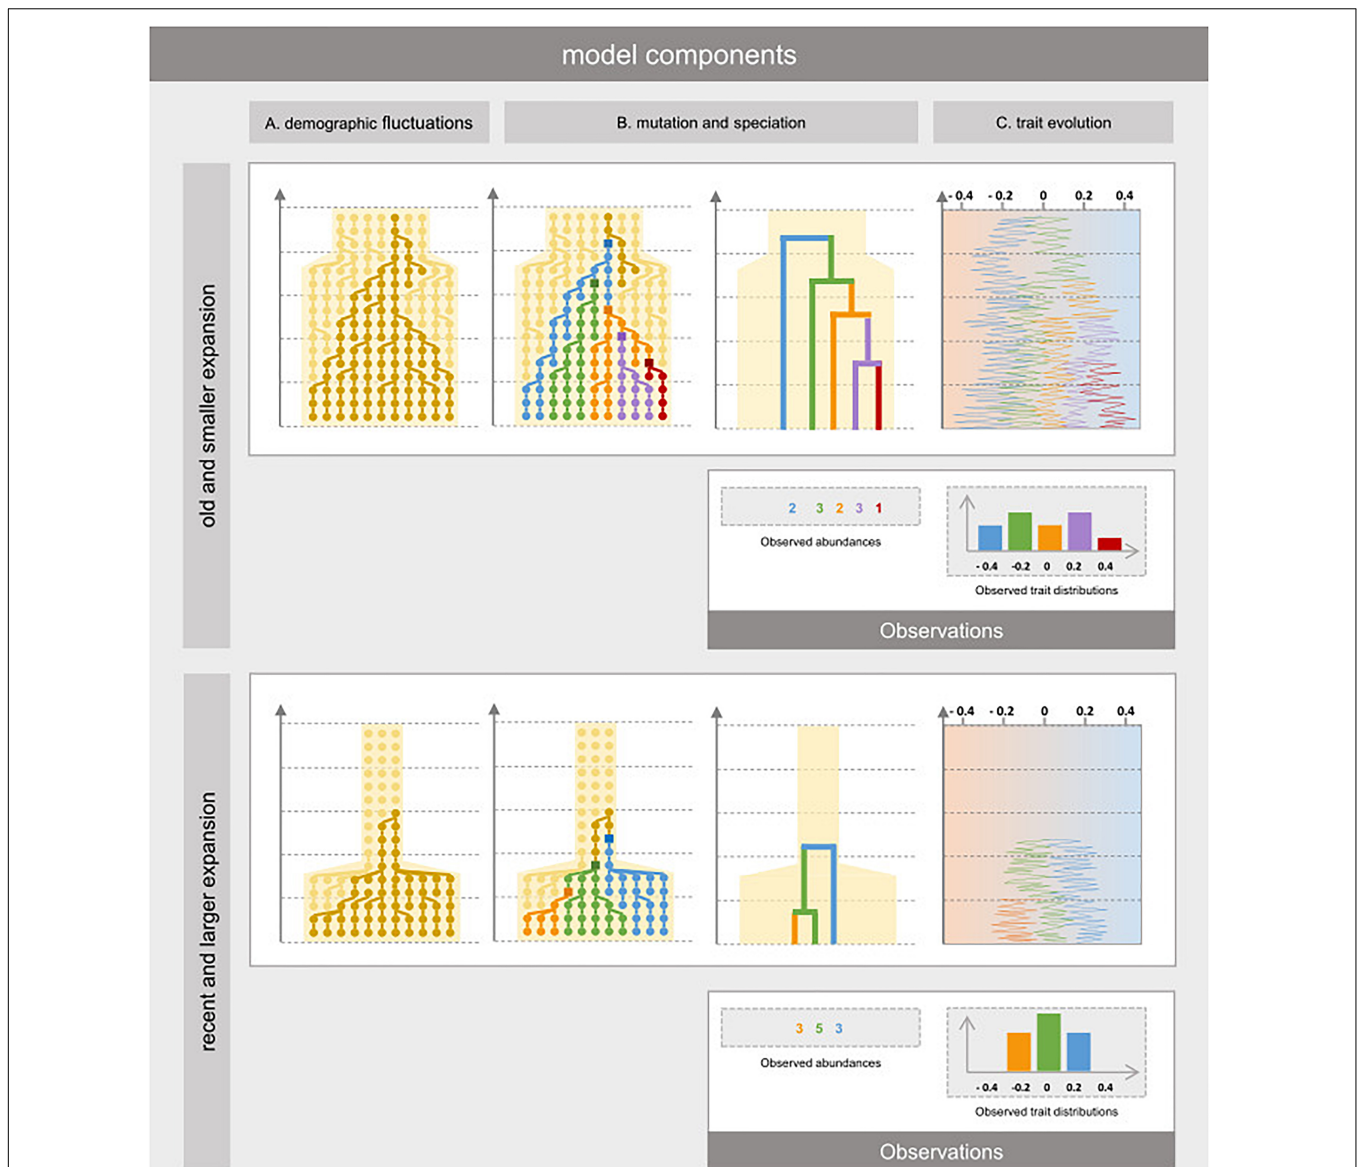 model components
A. demographic fluctuations
B. mutation and speciation
C. trait evolution
old and smaller expansion
- 0.4 - 0.2 0 0.2 0.4
2 3 2 3 1
Observed abundances
- 0.4 -0.2 0 0.2 0.4
Observed trait distributions
Observations
recent and larger expansion
- 0.4 - 0.2 0 0.2 0.4
3 5 3
Observed abundances
- 0.4 -0.2 0 0.2 0.4
Observed trait distributions
Observations